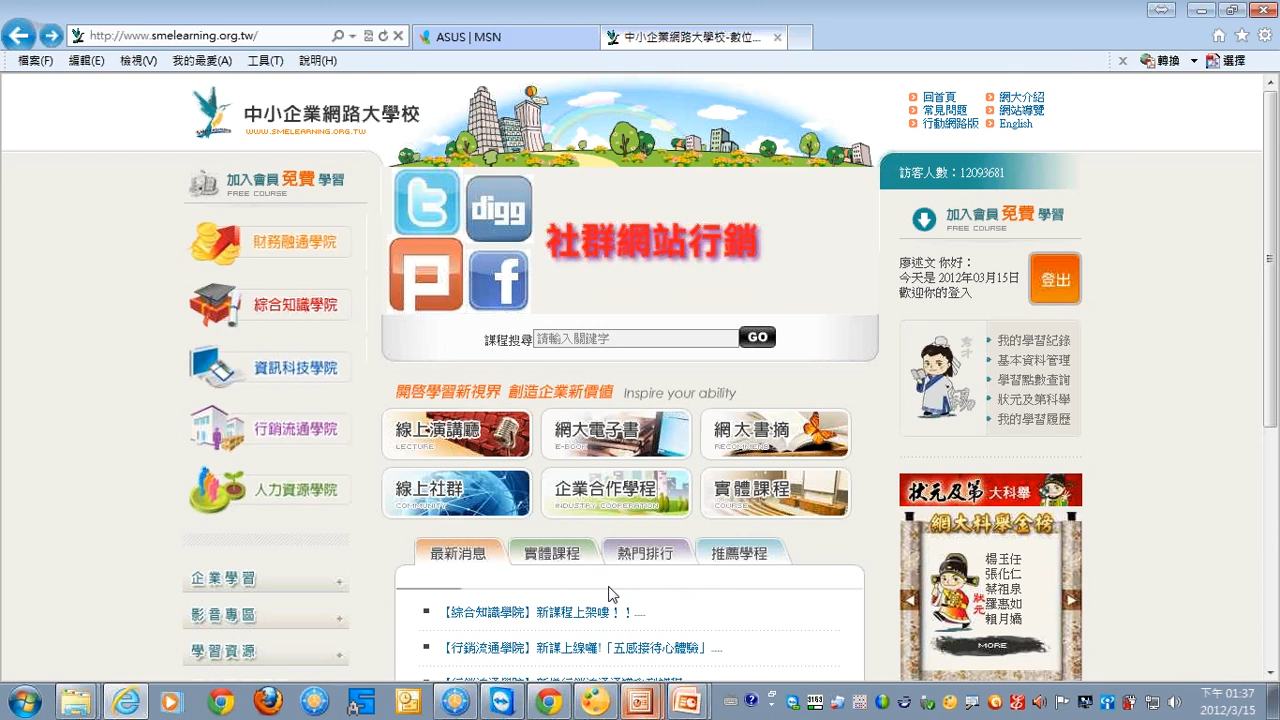 http://www.smelearning.org.tw/
ASUS | MSN
中小企業網路大學校-數位...
檔案(F) 編輯(E) 檢視(V) 我的最愛(A) 工具(T) 說明(H)
轉換 選擇
中小企業網路大學校
WWW.SMELEARNING.ORG.TW
回首頁 網大介紹
常見問題 網站導覽
行動網路版 English
加入會員 免費 學習
FREE COURSE
財務融通學院
綜合知識學院
資訊科技學院
行銷流通學院
人力資源學院
企業學習
影音專區
學習資源
digg
社群網站行銷
課程搜尋 請輸入關鍵字 GO
開啓學習新視界 創造企業新價值 Inspire your ability
線上演講廳
LECTURE
網大電子書
E-BOOK
網大書摘
RECOMMEND
線上社群
COMMUNITY
企業合作學程
INDUSTRY COOPERATION
實體課程
COURSE
最新消息 實體課程 熱門排行 推薦學程
【綜合知識學院】新課程上架嘍！！....
【行銷流通學院】新課上線囉!「五感接待心體驗」....
訪客人數：12093681
加入會員 免費 學習
FREE COURSE
廖述文 你好：
今天是 2012年03月15日
歡迎你的登入
登出
秀才
我的學習紀錄
基本資料管理
學習點數查詢
狀元及第科舉
我的學習履歷
狀元及第 大科舉
網大科舉金榜
狀元
楊玉任
張化仁
蔡祖泉
羅惠如
賴月嬌
MORE
下午 01:37
2012/3/15